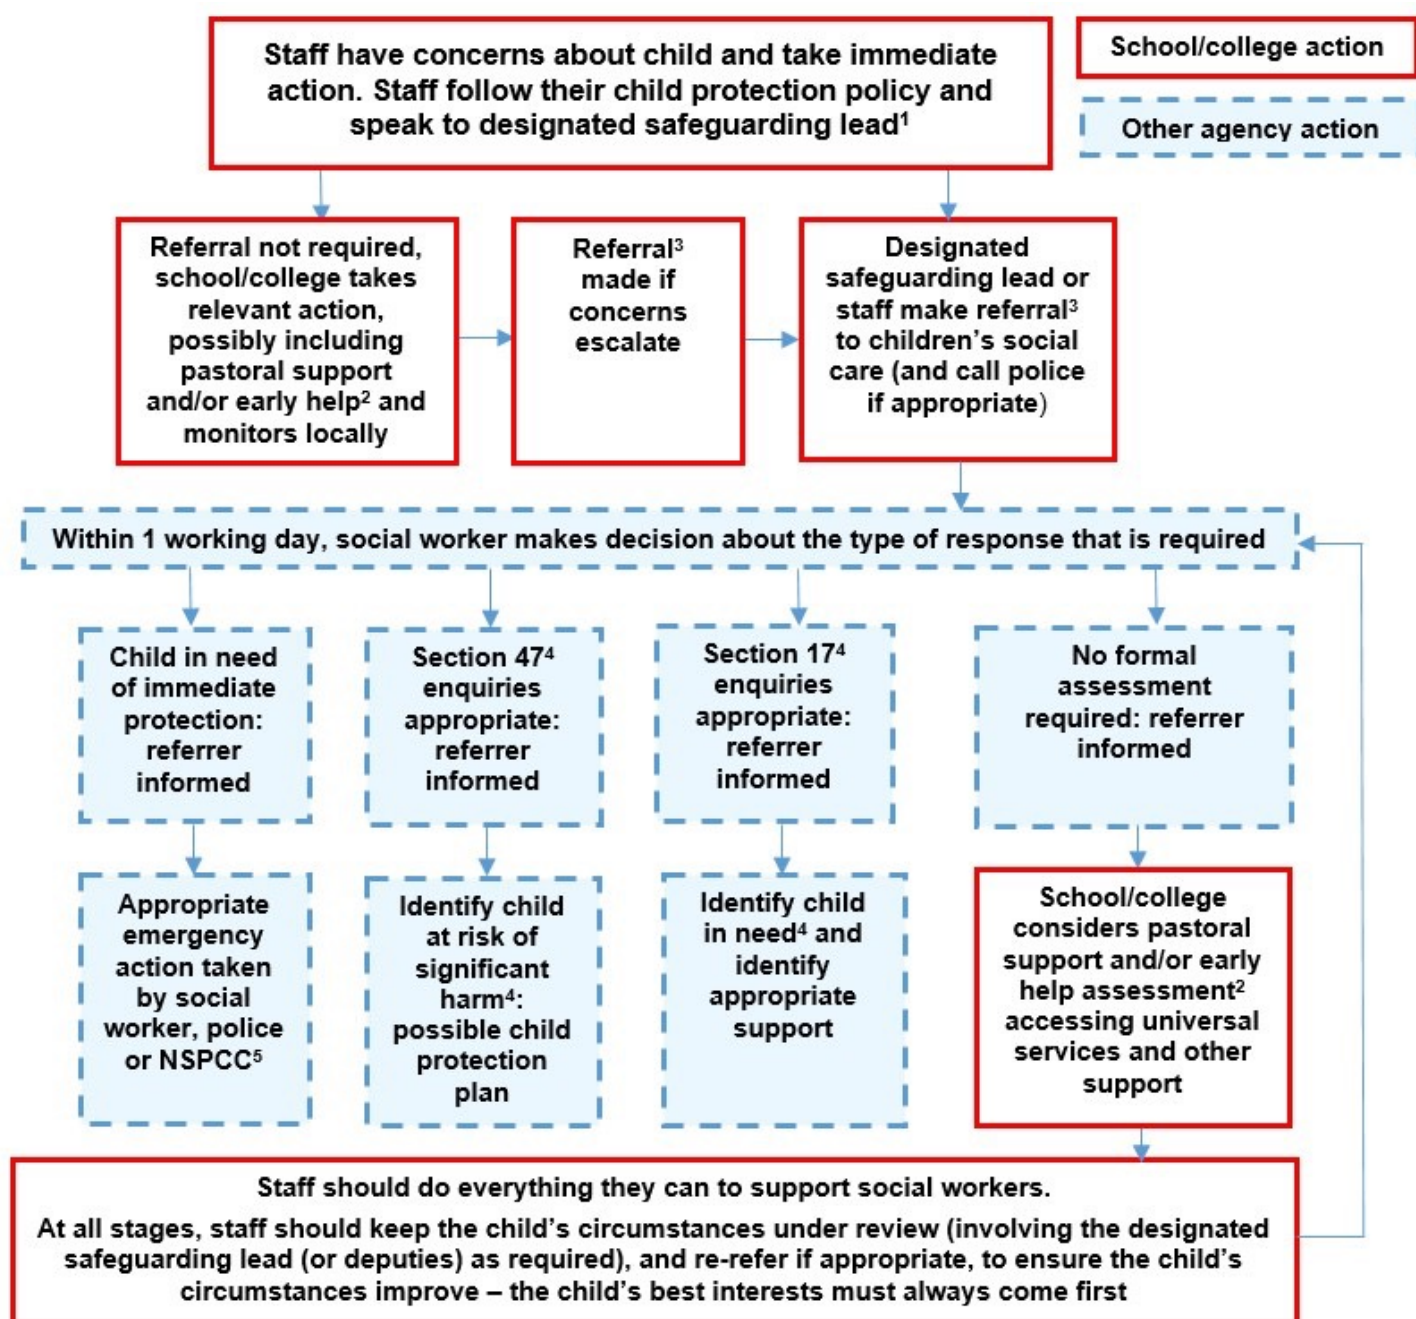 Staff have concerns about child and take immediate
action. Staff follow their child protection policy and
speak to designated safeguarding lead¹
School/college action
Other agency action
Referral not required,
school/college takes
relevant action,
possibly including
pastoral support
and/or early help² and
monitors locally
Referral³
made if
concerns
escalate
Designated
safeguarding lead or
staff make referral³
to children’s social
care (and call police
if appropriate)
Within 1 working day, social worker makes decision about the type of response that is required
Child in need
of immediate
protection:
referrer
informed
Section 47⁴
enquiries
appropriate:
referrer
informed
Section 17⁴
enquiries
appropriate:
referrer
informed
No formal
assessment
required: referrer
informed
Appropriate
emergency
action taken
by social
worker, police
or NSPCC⁵
Identify child
at risk of
significant
harm⁴:
possible child
protection
plan
Identify child
in need⁴ and
identify
appropriate
support
School/college
considers pastoral
support and/or early
help assessment²
accessing universal
services and other
support
Staff should do everything they can to support social workers.
At all stages, staff should keep the child’s circumstances under review (involving the designated
safeguarding lead (or deputies) as required), and re-refer if appropriate, to ensure the child’s
circumstances improve – the child’s best interests must always come first